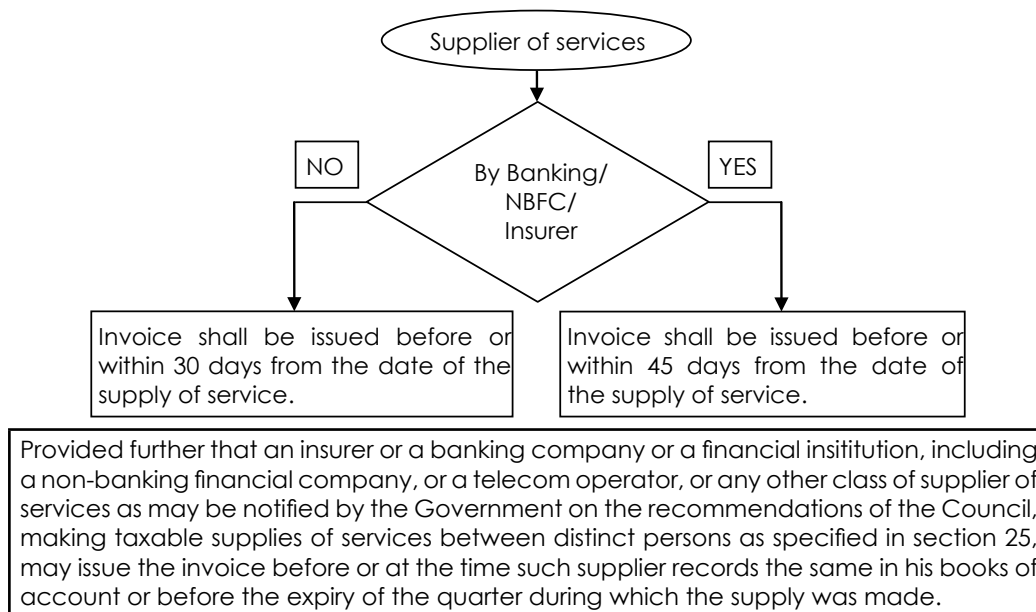 Supplier of services
NO
YES
By Banking/
NBFC/
Insurer
Invoice shall be issued before or
within 30 days from the date of the
supply of service.
Invoice shall be issued before or
within 45 days from the date of
the supply of service.
Provided further that an insurer or a banking company or a financial insititution, including
a non-banking financial company, or a telecom operator, or any other class of supplier of
services as may be notified by the Government on the recommendations of the Council,
making taxable supplies of services between distinct persons as specified in section 25,
may issue the invoice before or at the time such supplier records the same in his books of
account or before the expiry of the quarter during which the supply was made.